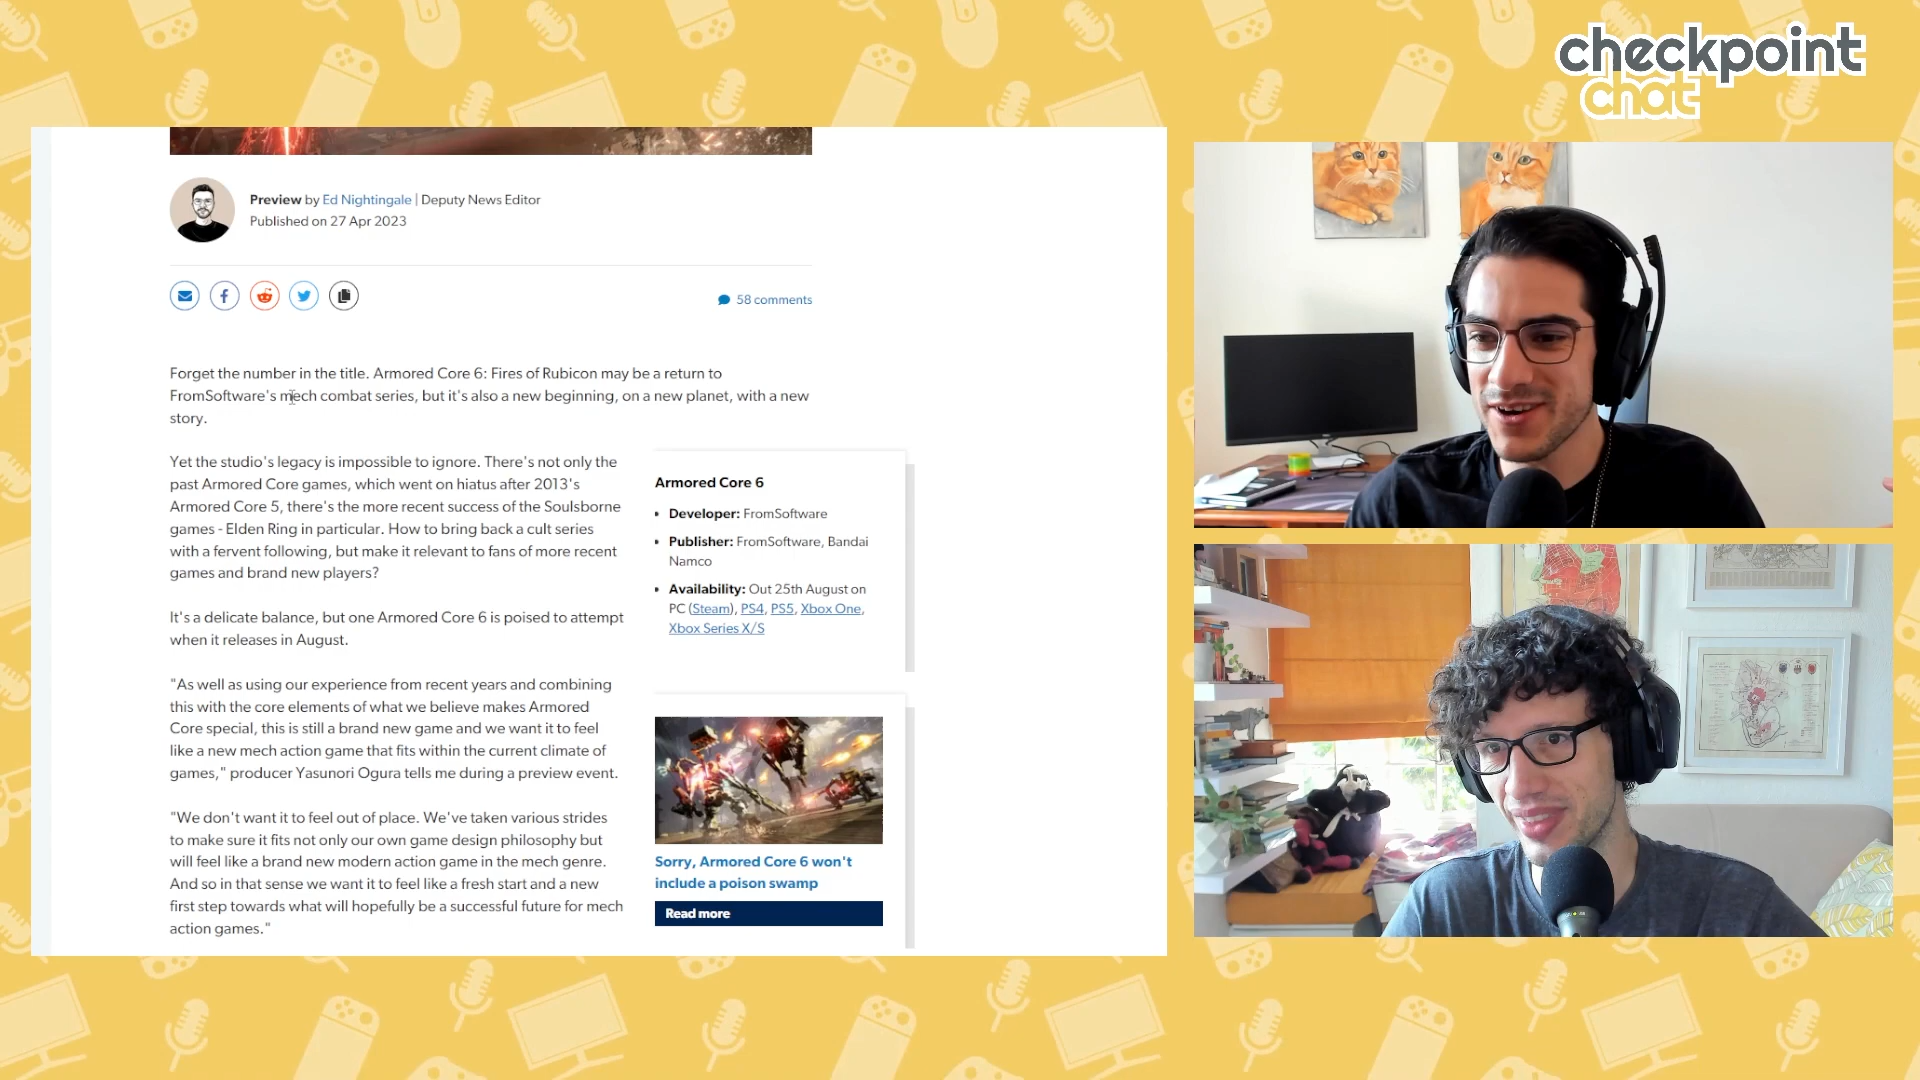 checkpoint
chat
Preview by Ed Nightingale | Deputy News Editor
Published on 27 Apr 2023
58 comments
Forget the number in the title. Armored Core 6: Fires of Rubicon may be a return to
FromSoftware's mech combat series, but it's also a new beginning, on a new planet, with a new
story.
Yet the studio's legacy is impossible to ignore. There's not only the
past Armored Core games, which went on hiatus after 2013's
Armored Core 5, there's the more recent success of the Soulsborne
games - Elden Ring in particular. How to bring back a cult series
with a fervent following, but make it relevant to fans of more recent
games and brand new players?
It's a delicate balance, but one Armored Core 6 is poised to attempt
when it releases in August.
"As well as using our experience from recent years and combining
this with the core elements of what we believe makes Armored
Core special, this is still a brand new game and we want it to feel
like a new mech action game that fits within the current climate of
games," producer Yasunori Ogura tells me during a preview event.
"We don't want it to feel out of place. We've taken various strides
to make sure it fits not only our own game design philosophy but
will feel like a brand new modern action game in the mech genre.
And so in that sense we want it to feel like a fresh start and a new
first step towards what will hopefully be a successful future for mech
action games."
Armored Core 6
• Developer: FromSoftware
• Publisher: FromSoftware, Bandai
Namco
• Availability: Out 25th August on
PC (Steam), PS4, PS5, Xbox One,
Xbox Series X/S
Sorry, Armored Core 6 won't
include a poison swamp
Read more